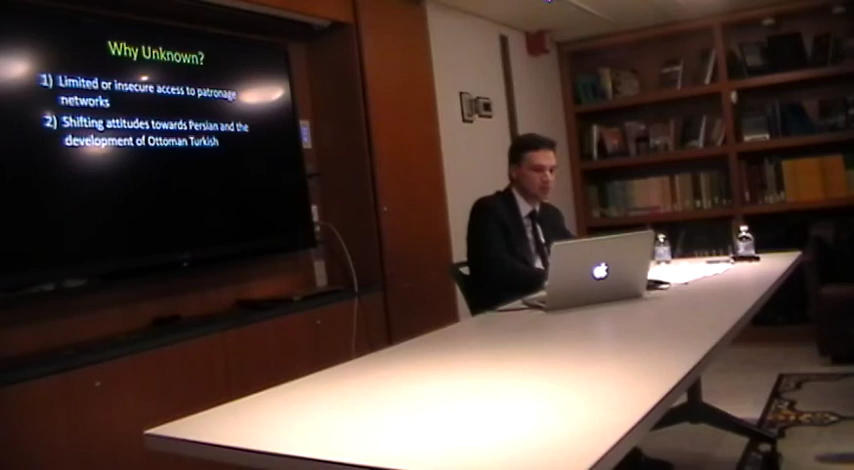 Why Unknown?
1) Limited or insecure access to patronage
networks
2) Shifting attitudes towards Persian and the
development of Ottoman Turkish